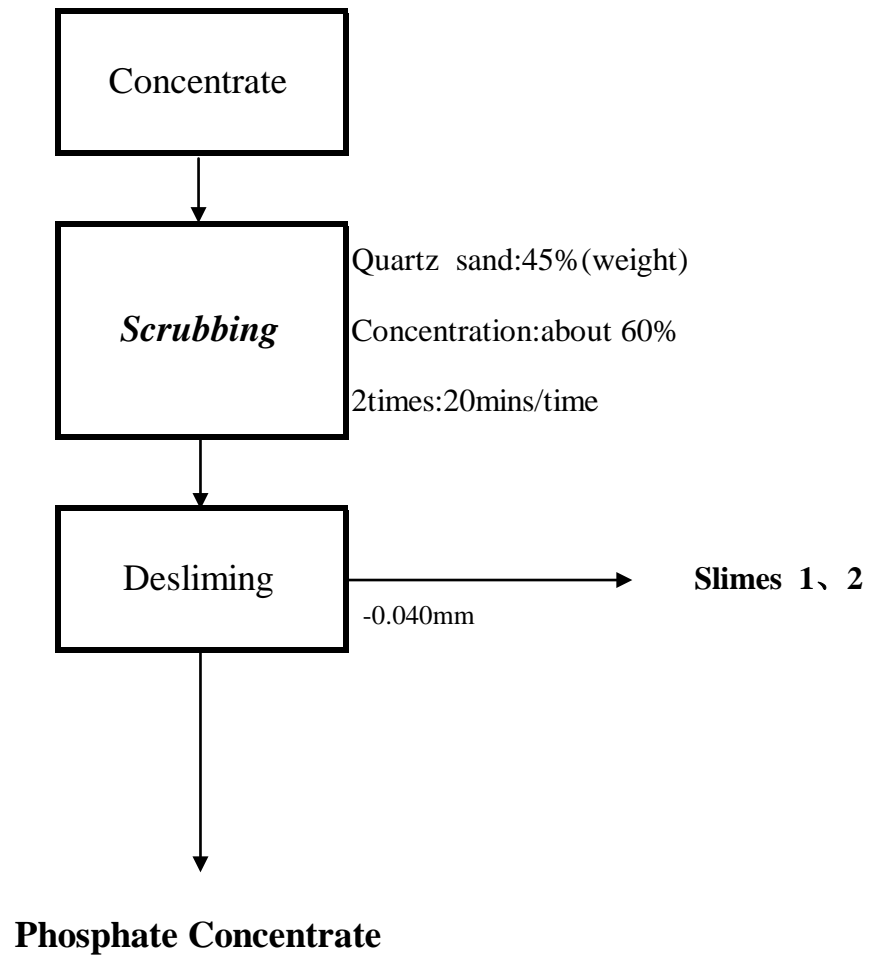 Concentrate
Quartz sand:45%(weight)
Scrubbing
Concentration:about 60%
2times:20mins/time
Desliming
Slimes 1、2
-0.040mm
Phosphate Concentrate